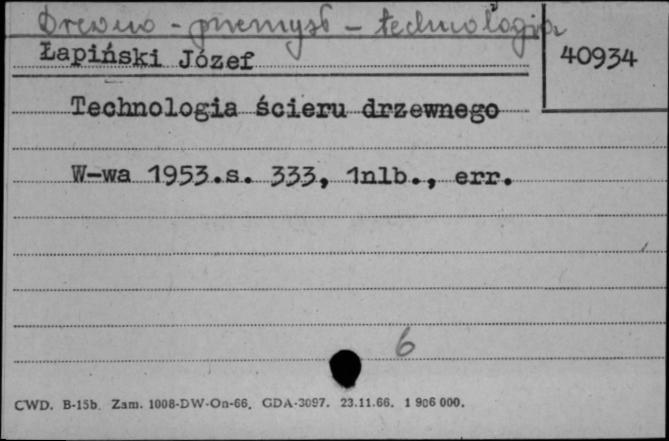 Drewno - przemysł - technologia
Łapiński Józef
40934
Technologia ścieru drzewnego
W-wa 1953.s. 333, 1nlb., err.
6
CWD. B-15b. Zam. 1008-DW-On-66. GDA-3097. 23.11.66. 1 906 000.